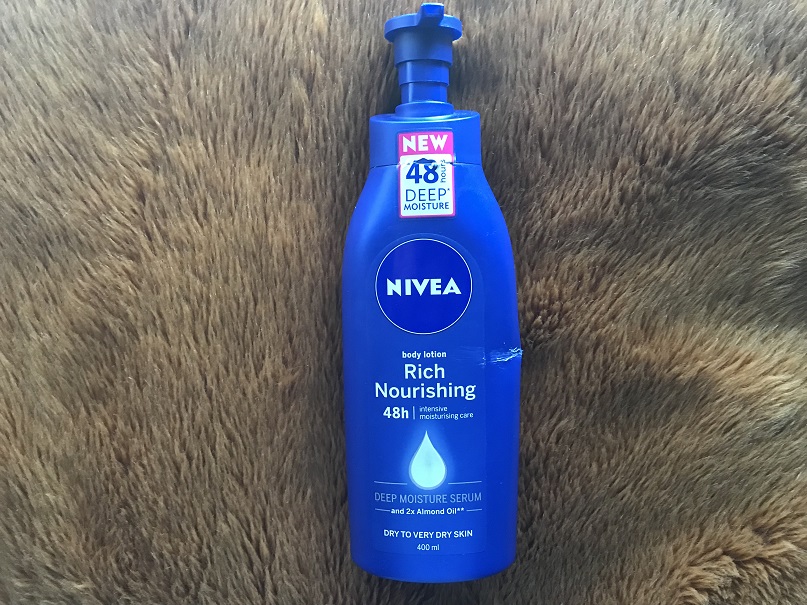 NEW
48 hours
DEEP*
MOISTURE
NIVEA
body lotion
Rich
Nourishing
48h | intensive
moisturising care
DEEP MOISTURE SERUM
and 2x Almond Oil**
DRY TO VERY DRY SKIN
400 ml